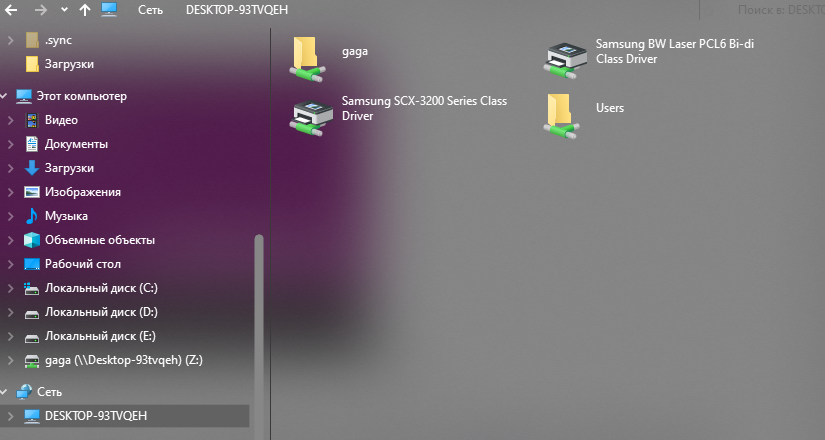 Сеть DESKTOP-93TVQEH Поиск в: DESKTO
.sync
Загрузки
Этот компьютер
Видео
Документы
Загрузки
Изображения
Музыка
Объемные объекты
Рабочий стол
Локальный диск (C:)
Локальный диск (D:)
Локальный диск (E:)
gaga (\\Desktop-93tvqeh) (Z:)
Сеть
DESKTOP-93TVQEH
gaga
Samsung BW Laser PCL6 Bi-di
Class Driver
Samsung SCX-3200 Series Class
Driver
Users